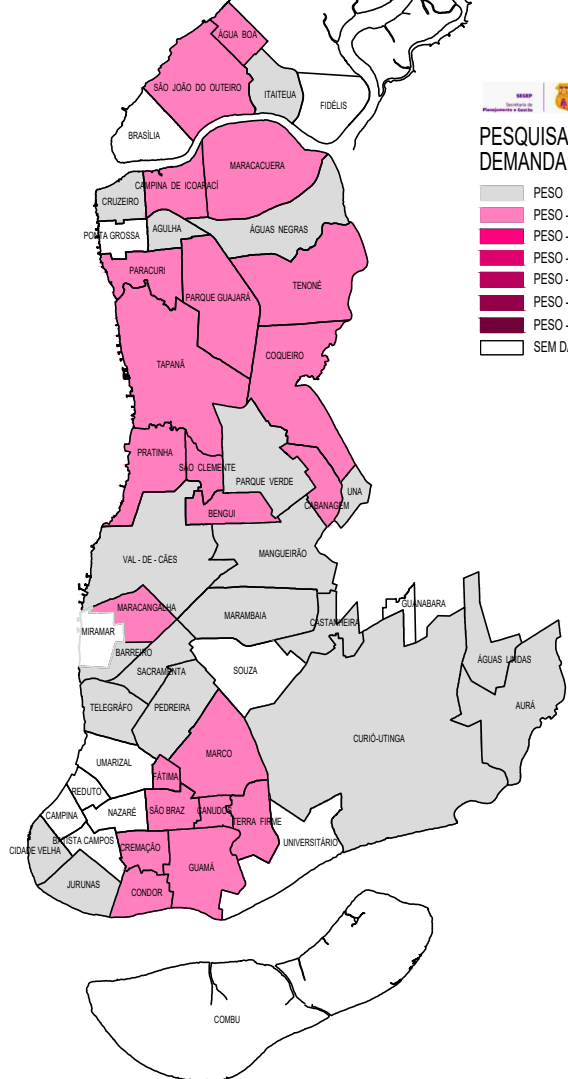 ÁGUA BOA
SÃO JOÃO DO OUTEIRO
ITAITEUA
FIDÉLIS
BRASÍLIA
SEGEP
Secretaria de
Planejamento e Gestão
PESQUISA
DEMANDA
PESO
PESO -
PESO -
PESO -
PESO -
PESO -
PESO -
SEM DA
MARACACUERA
CAMPINA DE ICOARACÍ
CRUZEIRO
PONTA GROSSA
AGULHA
ÁGUAS NEGRAS
PARACURI
PARQUE GUAJARÁ
TENONÉ
COQUEIRO
TAPANÃ
PRATINHA
SÃO CLEMENTE
PARQUE VERDE
UNA
CABANAGEM
BENGUI
VAL - DE - CÃES
MANGUEIRÃO
MARACANGALHA
GUANABARA
MARAMBAIA
CASTANHEIRA
MIRAMAR
BARREIRO
SACRAMENTA
SOUZA
ÁGUAS LINDAS
TELEGRÁFO
PEDREIRA
AURÁ
CURIÓ-UTINGA
MARCO
UMARIZAL
FÁTIMA
REDUTO
CAMPINA
NAZARÉ
SÃO BRAZ
CANUDOS
TERRA FIRME
BATISTA CAMPOS
CREMAÇÃO
UNIVERSITÁRIO
CIDADE VELHA
GUAMÁ
JURUNAS
CONDOR
COMBU